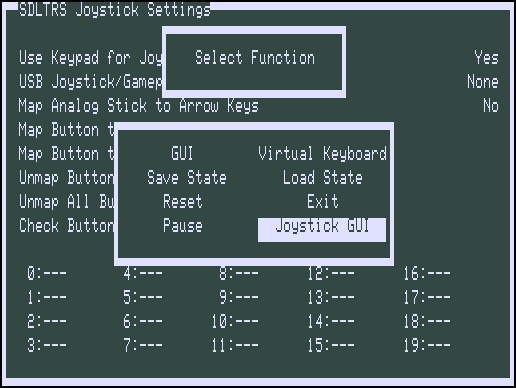 SDLTRS Joystick Settings
Select Function
Use Keypad for Joy Yes
USB Joystick/Gamep None
Map Analog Stick to Arrow Keys No
Map Button t
Map Button t GUI Virtual Keyboard
Unmap Button Save State Load State
Unmap All Bu Reset Exit
Check Button Pause Joystick GUI
0:--- 4:--- 8:--- 12:--- 16:---
1:--- 5:--- 9:--- 13:--- 17:---
2:--- 6:--- 10:--- 14:--- 18:---
3:--- 7:--- 11:--- 15:--- 19:---